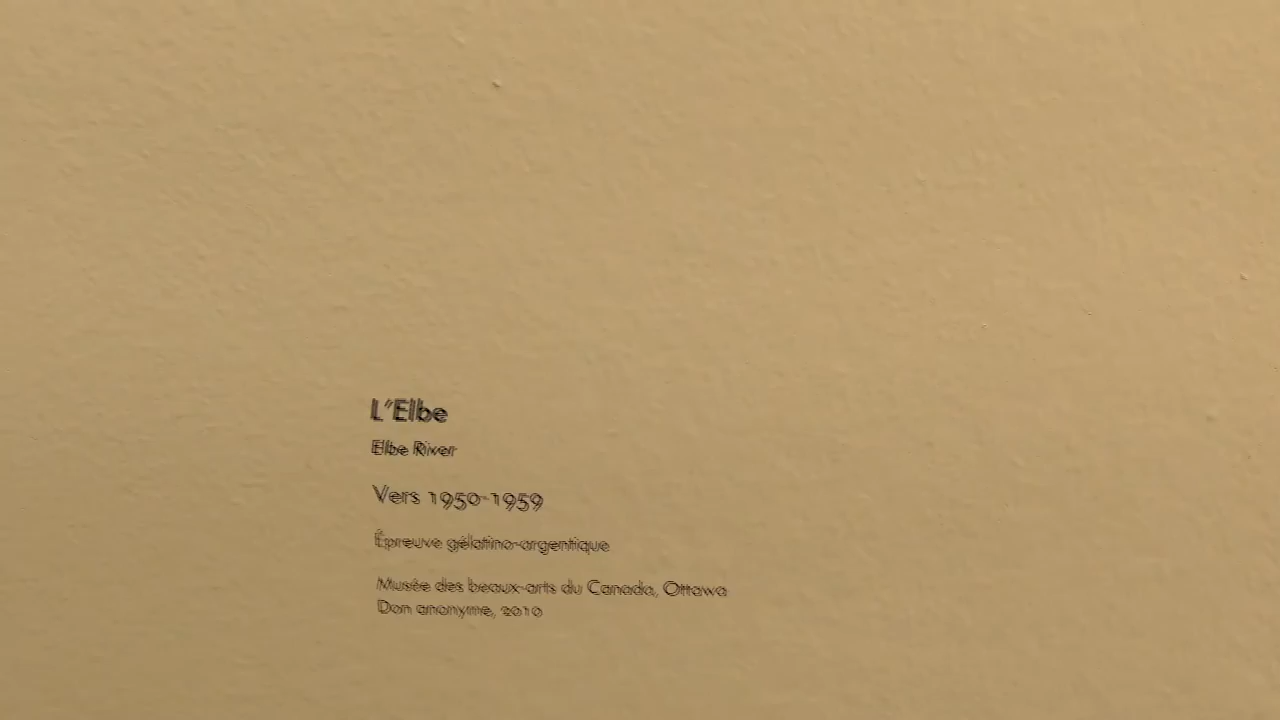 L’Elbe
Elbe River
Vers 1950-1959
Épreuve gélatino-argentique
Musée des beaux-arts du Canada, Ottawa
Don anonyme, 2010